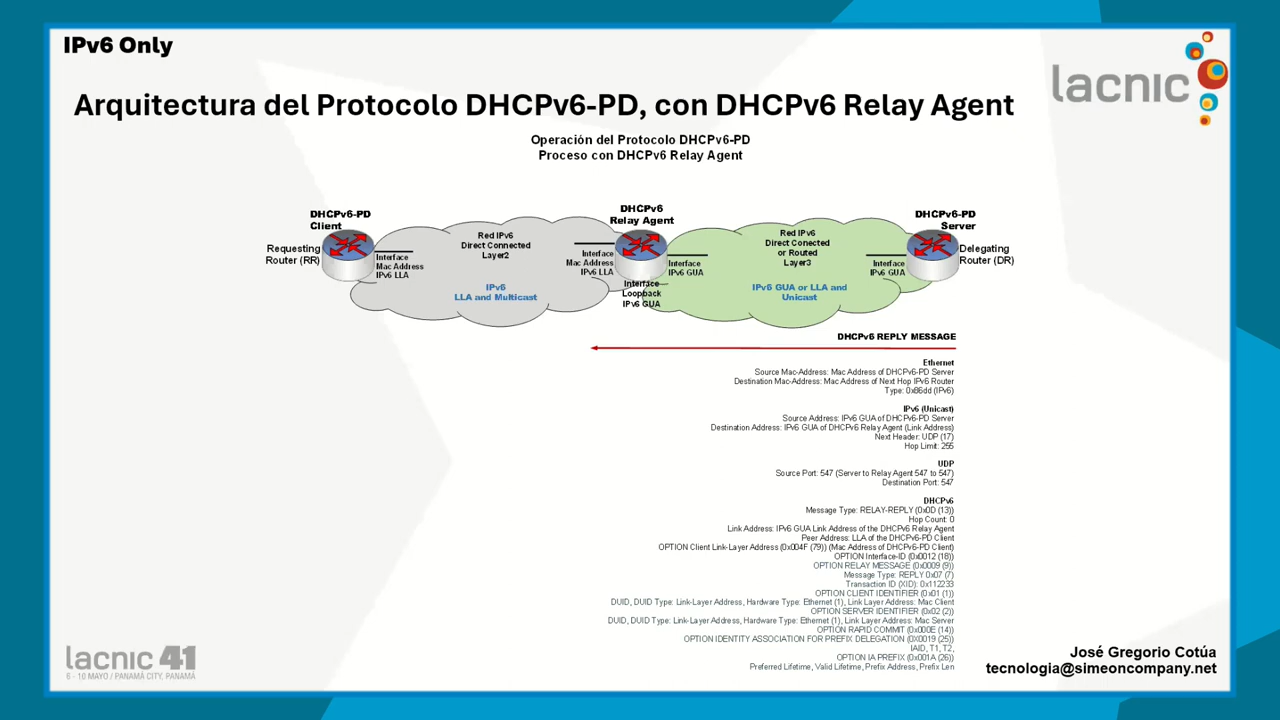 IPv6 Only
lacnic
Arquitectura del Protocolo DHCPv6-PD, con DHCPv6 Relay Agent
Operación del Protocolo DHCPv6-PD
Proceso con DHCPv6 Relay Agent
DHCPv6-PD
Client
Requesting
Router (RR)
Interface
Mac Address
IPv6 LLA
Red IPv6
Direct Connected
Layer2
IPv6
LLA and Multicast
Interface
Mac Address
IPv6 LLA
DHCPv6
Relay Agent
Interface
IPv6 GUA
Interface
Loopback
IPv6 GUA
Red IPv6
Direct Conected
or Routed
Layer3
IPv6 GUA or LLA and
Unicast
Interface
IPv6 GUA
DHCPv6-PD
Server
Delegating
Router (DR)
DHCPv6 REPLY MESSAGE
Ethernet
Source Mac-Address: Mac Address of DHCPv6-PD Server
Destination Mac-Address: Mac Address of Next Hop IPv6 Router
Type: 0x86dd (IPv6)
IPv6 (Unicast)
Source Address: IPv6 GUA of DHCPv6-PD Server
Destination Address: IPv6 GUA of DHCPv6 Relay Agent (Link Address)
Next Header: UDP (17)
Hop Limit: 255
UDP
Source Port: 547 (Server to Relay Agent 547 to 547)
Destination Port: 547
DHCPv6
Message Type: RELAY-REPLY (0x0D (13))
Hop Count: 0
Link Address: IPv6 GUA Link Address of the DHCPv6 Relay Agent
Peer Address: LLA of the DHCPv6-PD Client
OPTION Client Link-Layer Address (0x004F (79)) (Mac Address of DHCPv6-PD Client)
OPTION Interface-ID (0x0012 (18))
OPTION RELAY MESSAGE (0x0009 (9))
Message Type: REPLY 0x07 (7)
Transaction ID (XID): 0x112233
OPTION CLIENT IDENTIFIER (0x01 (1))
DUID, DUID Type: Link-Layer Address, Hardware Type: Ethernet (1), Link Layer Address: Mac Client
OPTION SERVER IDENTIFIER (0x02 (2))
DUID, DUID Type: Link-Layer Address, Hardware Type: Ethernet (1), Link Layer Address: Mac Server
OPTION RAPID COMMIT (0x000E (14))
OPTION IDENTITY ASSOCIATION FOR PREFIX DELEGATION (0X0019 (25))
IAID, T1, T2,
OPTION IA PREFIX (0x001A (26))
Preferred Lifetime, Valid Lifetime, Prefix Address, Prefix Len
lacnic 41
6 - 10 MAYO / PANAMÁ CITY, PANAMÁ
José Gregorio Cotúa
tecnologia@simeoncompany.net